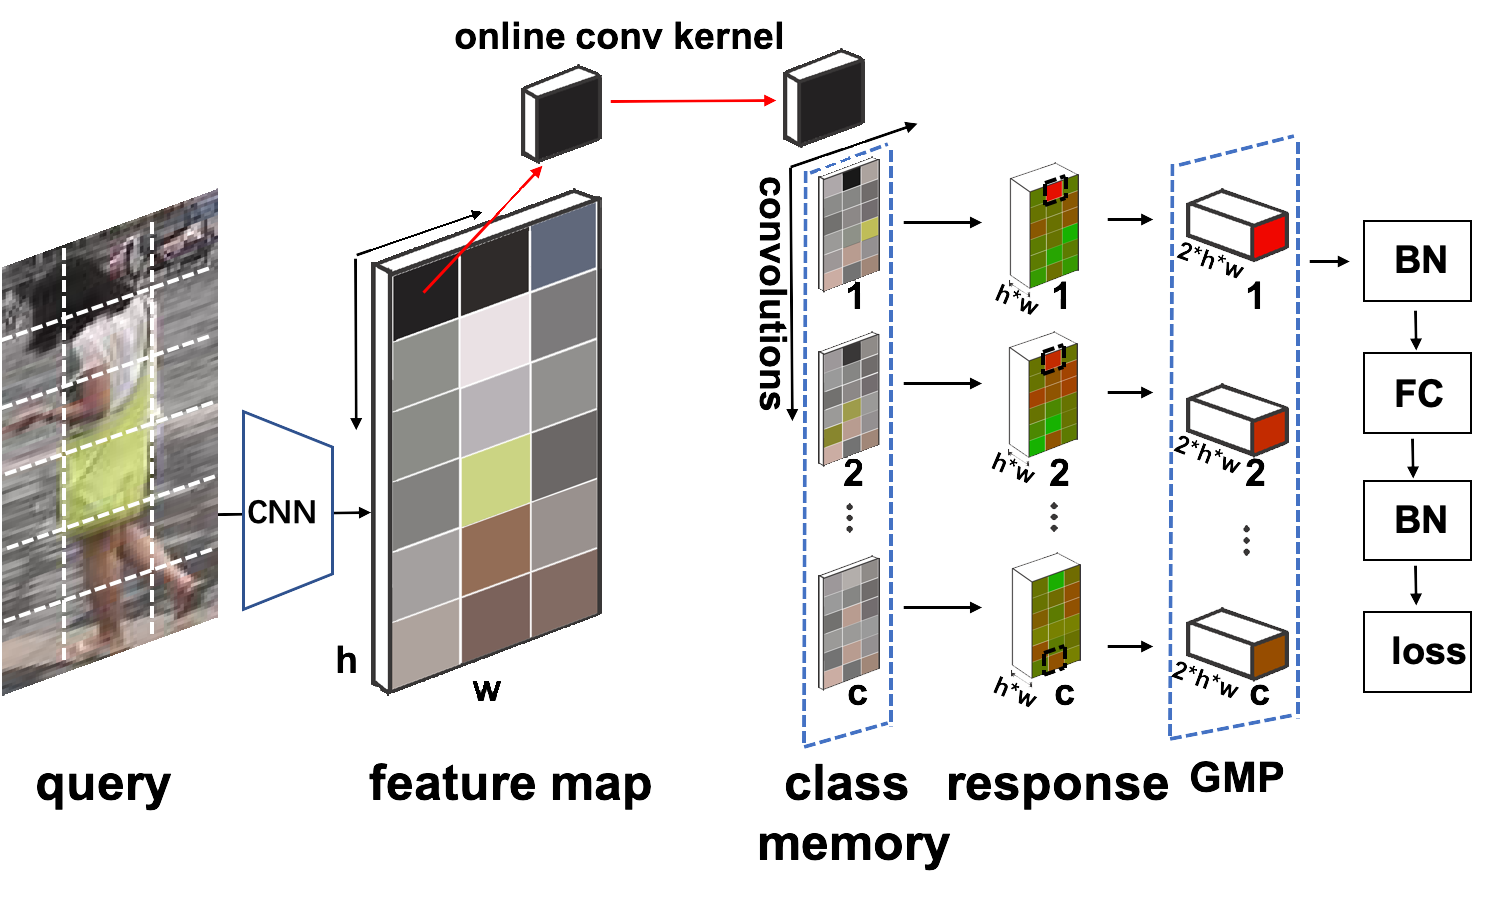 online conv kernel
convolutions
CNN
h
w
1
2
c
h*w
1
h*w
2
h*w
c
2*h*w
1
2*h*w
2
2*h*w
c
BN
FC
BN
loss
query
feature map
class
memory
response
GMP